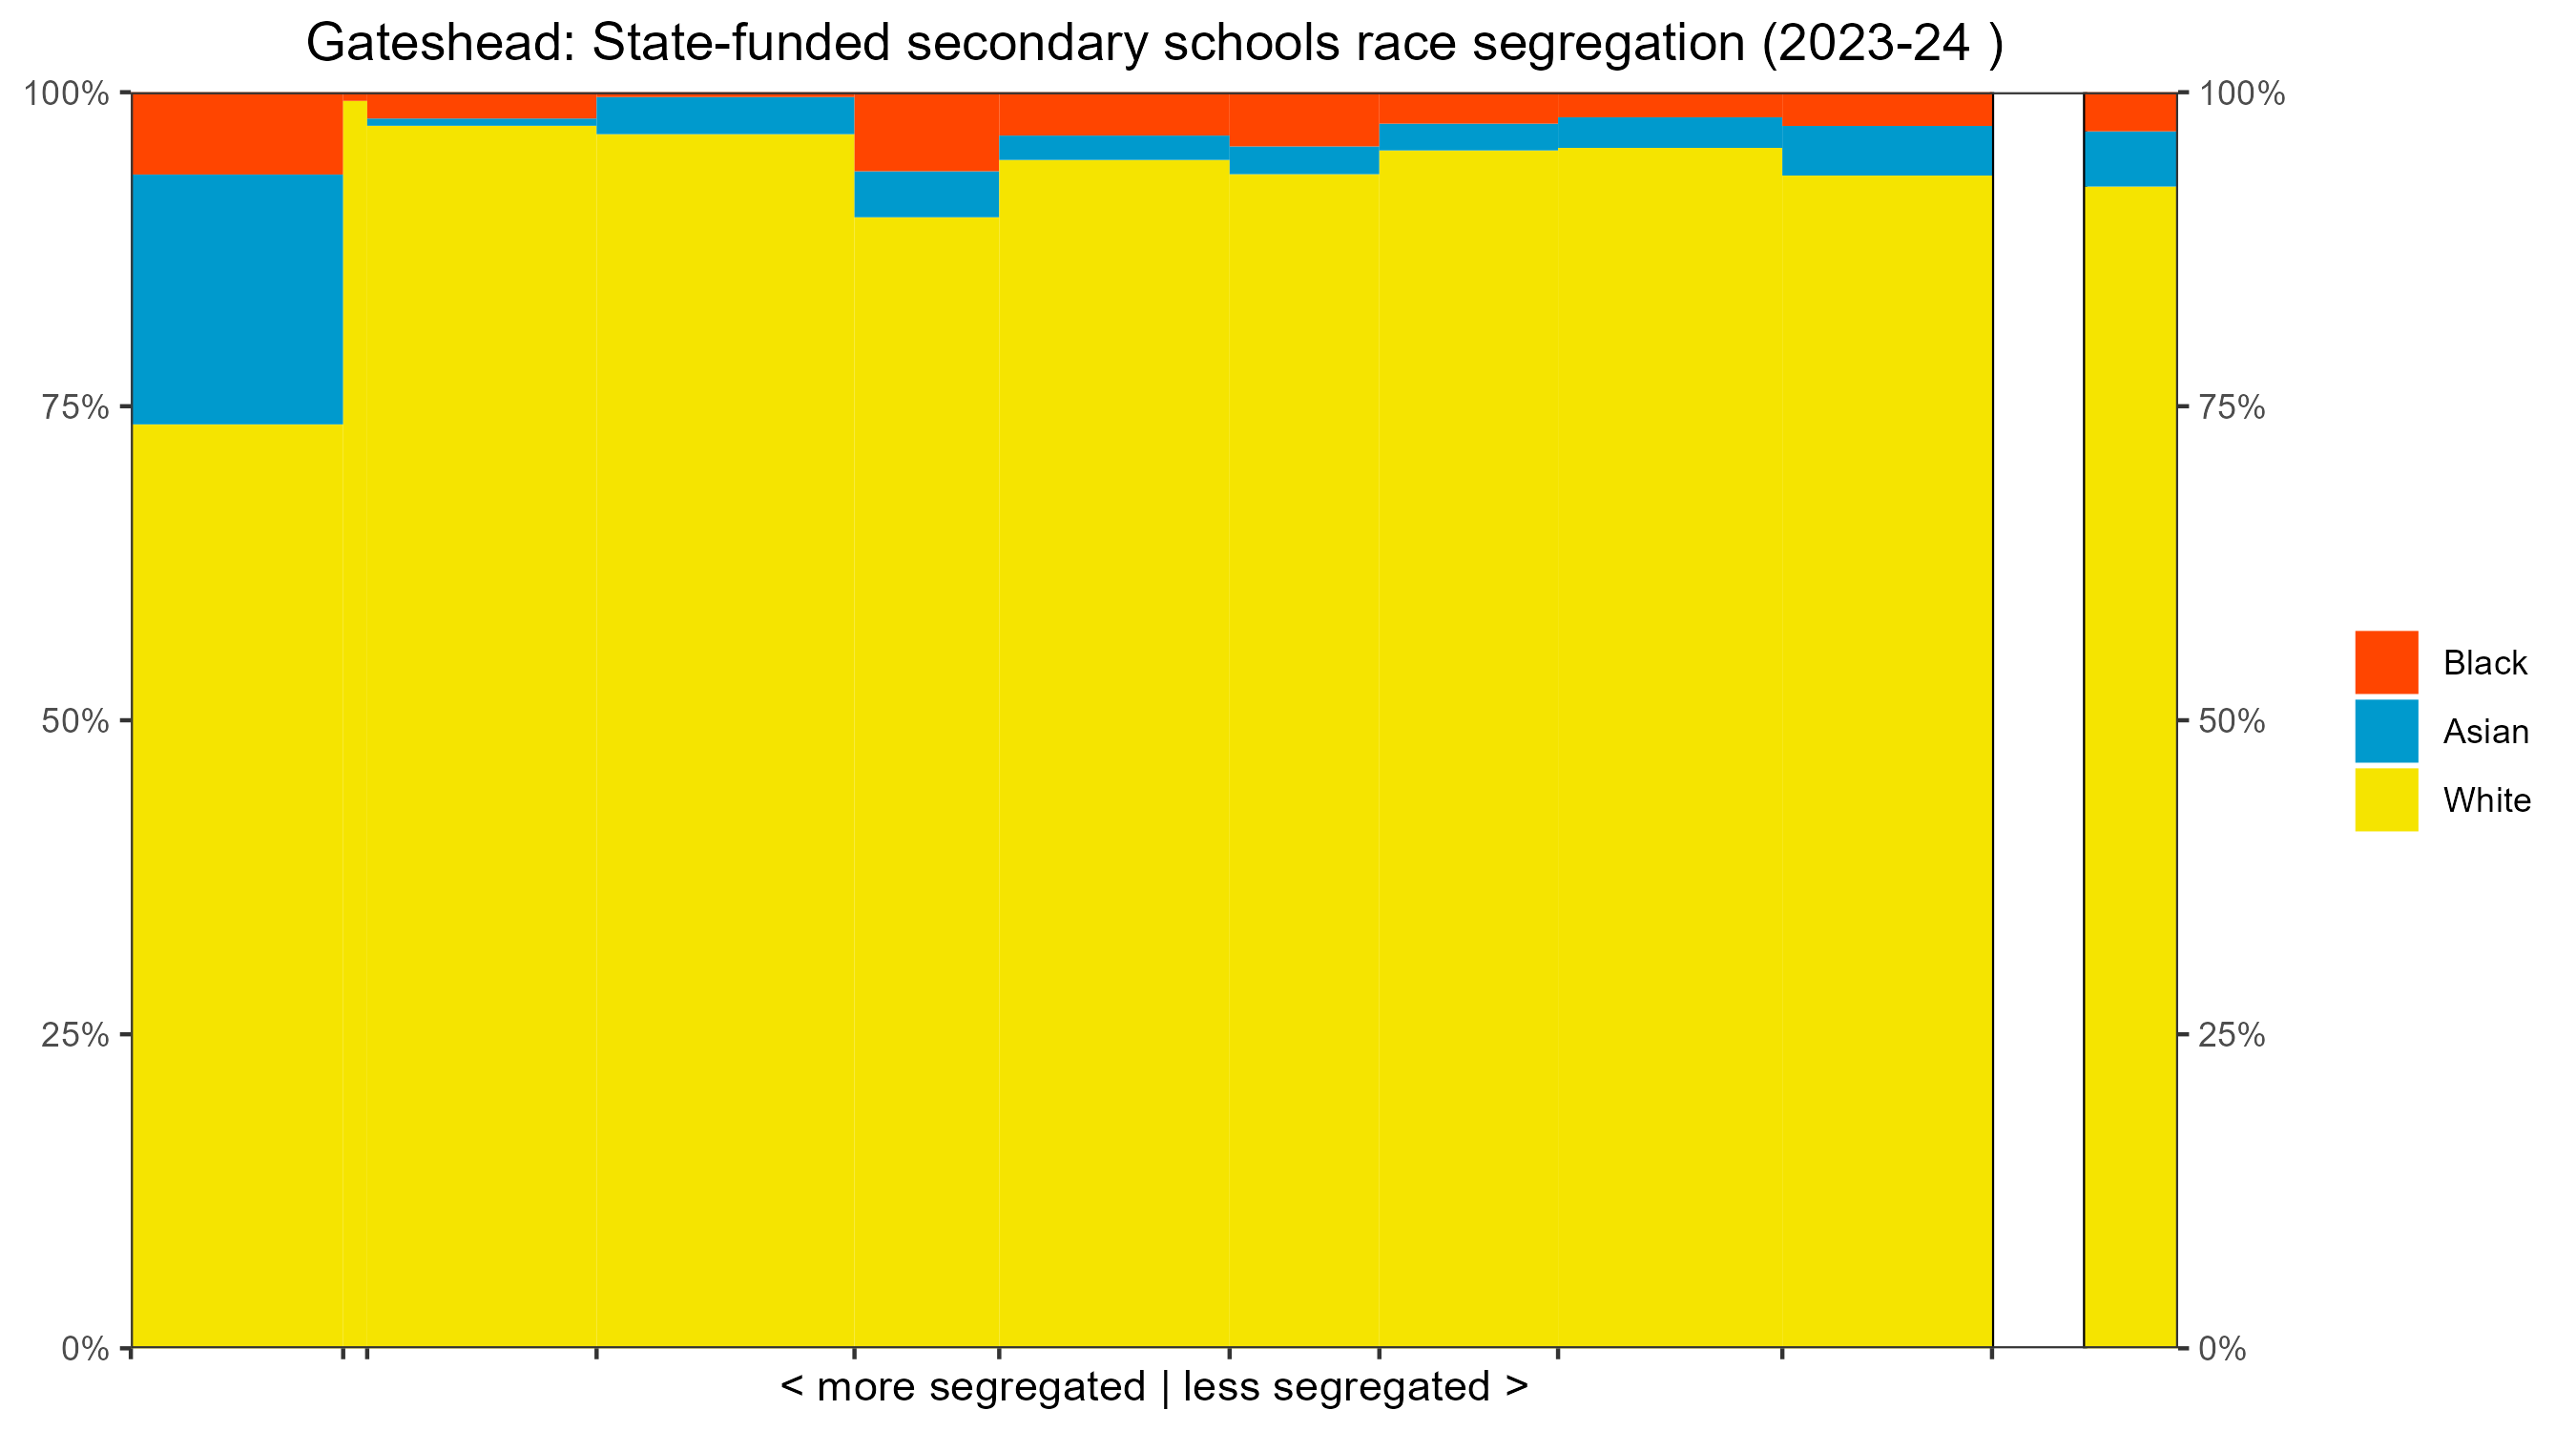 Gateshead: State-funded secondary schools race segregation (2023-24 )
100%
75%
50%
25%
0%
100%
75%
50%
25%
0%
Black
Asian
White
< more segregated | less segregated >